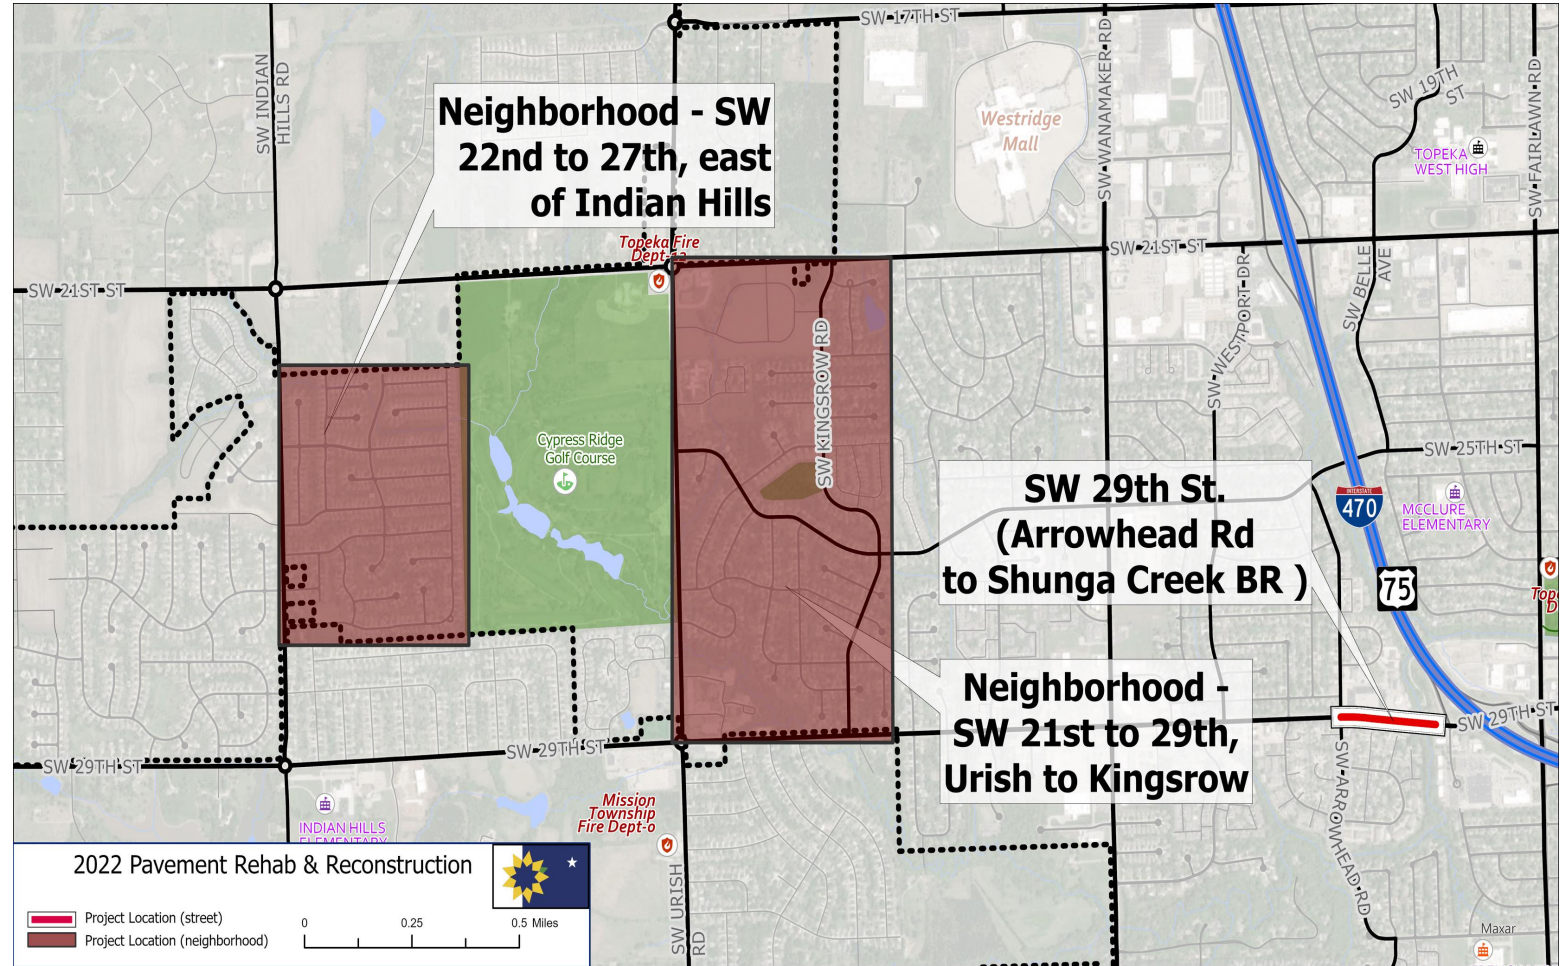 SW 17TH ST
SW INDIAN
HILLS RD
SW WANAMAKER RD
SW 19TH
ST
SW FAIRLAWN RD
Neighborhood - SW
22nd to 27th, east
of Indian Hills
Westridge
Mall
TOPEKA
WEST HIGH
Topeka Fire
SW 21ST ST
SW 21ST ST
SW BELLE
AVE
SW WESTPORT DR
SW KINGSROW RD
Cypress Ridge
Golf Course
SW 25TH ST
SW 29th St.
(Arrowhead Rd
to Shunga Creek BR )
INTERSTATE
470
MCCLURE
ELEMENTARY
75
Neighborhood -
SW 21st to 29th,
Urish to Kingsrow
SW 29TH ST
SW 29TH ST
SW 29TH ST
SW ARROWHEAD RD
Mission
Township
Fire Dept-0
INDIAN HILLS
ELEMENTARY
SW URISH
RD
Maxar
2022 Pavement Rehab & Reconstruction
Project Location (street)
Project Location (neighborhood)
0 0.25 0.5 Miles